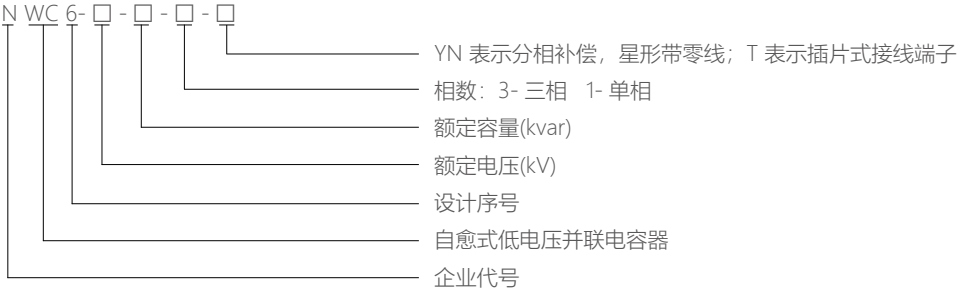 N WC 6- □ - □ - □ - □
YN 表示分相补偿，星形带零线；T 表示插片式接线端子
相数：3- 三相 1- 单相
额定容量(kvar)
额定电压(kV)
设计序号
自愈式低电压并联电容器
企业代号